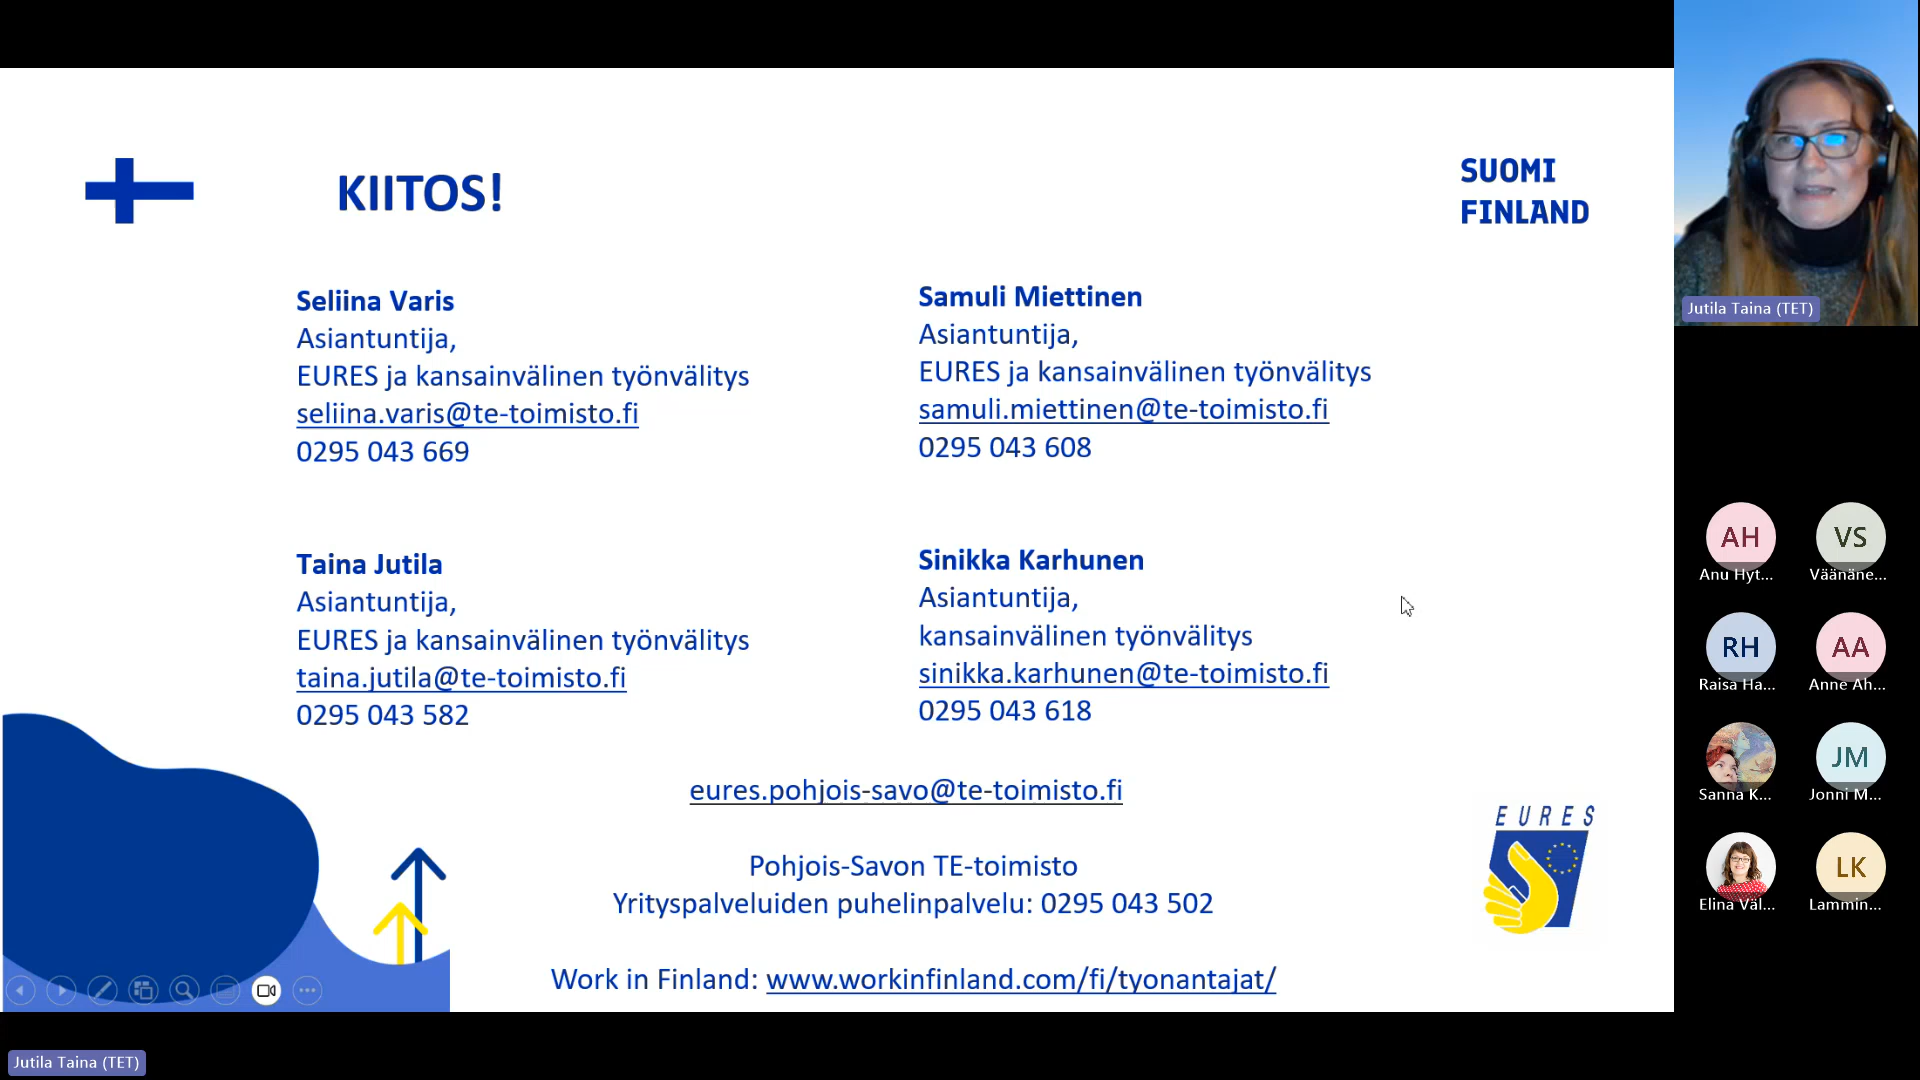 KIITOS!
SUOMI
FINLAND
Seliina Varis
Asiantuntija,
EURES ja kansainvälinen työnvälitys
seliina.varis@te-toimisto.fi
0295 043 669
Samuli Miettinen
Asiantuntija,
EURES ja kansainvälinen työnvälitys
samuli.miettinen@te-toimisto.fi
0295 043 608
Taina Jutila
Asiantuntija,
EURES ja kansainvälinen työnvälitys
taina.jutila@te-toimisto.fi
0295 043 582
Sinikka Karhunen
Asiantuntija,
kansainvälinen työnvälitys
sinikka.karhunen@te-toimisto.fi
0295 043 618
eures.pohjois-savo@te-toimisto.fi
Pohjois-Savon TE-toimisto
Yrityspalveluiden puhelinpalvelu: 0295 043 502
Work in Finland: www.workinfinland.com/fi/tyonantajat/
EURES
Jutila Taina (TET)
AH
Anu Hyt...
VS
Väänäne...
RH
Raisa Ha...
AA
Anne Ah...
Sanna K...
JM
Jonni M...
Elina Väl...
LK
Lammin...
Jutila Taina (TET)